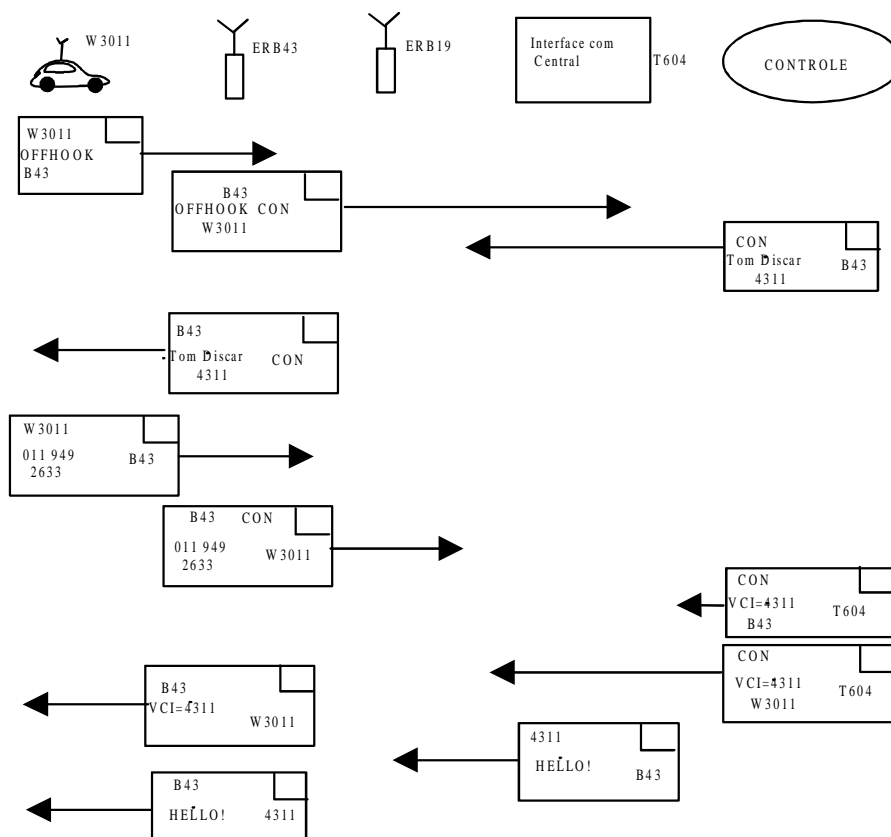 W3011
ERB43
ERB19
Interface com
Central
T604
CONTROLE
W3011
OFFHOOK
B43
B43
OFFHOOK CON
W3011
CON
Tom Discar
4311
B43
B43
Tom Discar
4311
CON
W3011
011 949
2633
B43
B43 CON
011 949
2633
W3011
CON
VCI=4311
B43
T604
CON
VCI=4311
W3011
T604
B43
VCI=4311
W3011
4311
HELLO!
B43
B43
HELLO!
4311